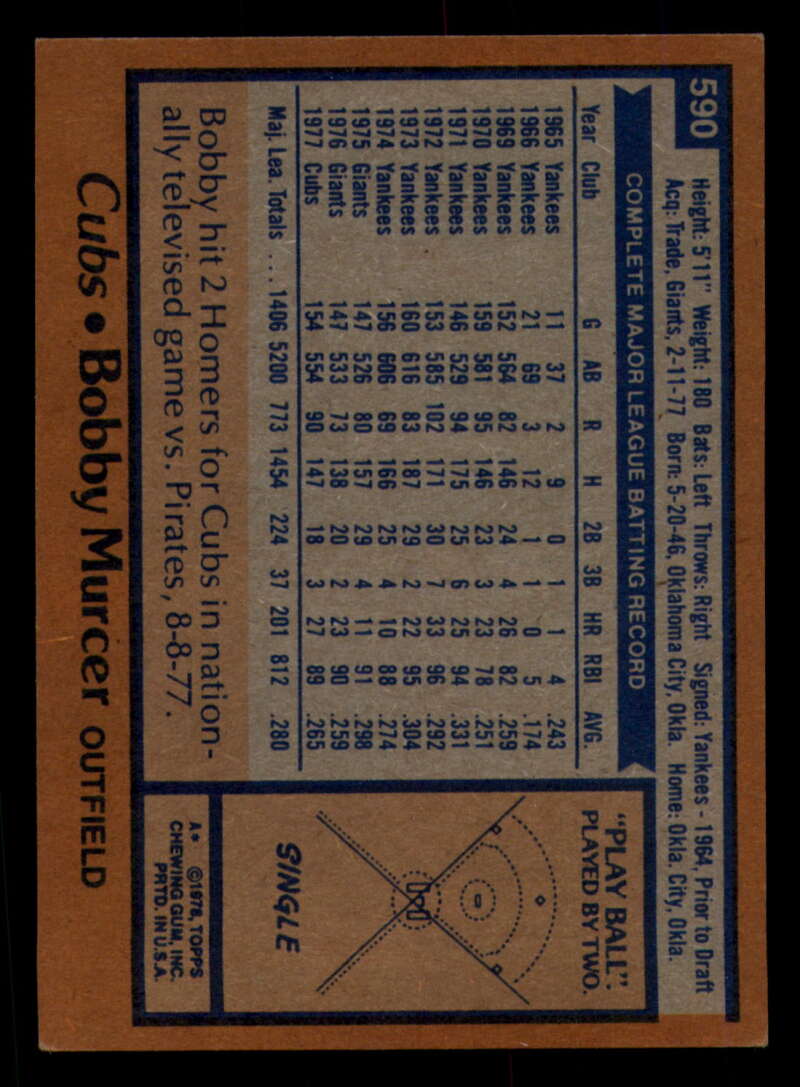 590
Height: 5'11" Weight: 180 Bats: Left Throws: Right Signed: Yankees - 1964, Prior to Draft
Acq: Trade, Giants, 2-11-77 Born: 5-20-46, Oklahoma City, Okla. Home: Okla. City, Okla.
COMPLETE MAJOR LEAGUE BATTING RECORD
Year Club G AB R H 2B 3B HR RBI AVG.
1965 Yankees 11 37 2 9 0 1 1 4 .243
1966 Yankees 21 69 3 12 1 1 0 5 .174
1969 Yankees 152 564 82 146 24 4 26 82 .259
1970 Yankees 159 581 95 146 23 3 23 78 .251
1971 Yankees 146 529 94 175 25 6 25 94 .331
1972 Yankees 153 585 102 171 30 7 33 96 .292
1973 Yankees 160 616 83 187 29 2 22 95 .304
1974 Yankees 156 606 69 166 25 4 10 88 .274
1975 Giants 147 526 80 157 29 4 11 91 .298
1976 Giants 147 533 73 138 20 2 23 90 .259
1977 Cubs 154 554 90 147 18 3 27 89 .265
Maj. Lea. Totals ... 1406 5200 773 1454 224 37 201 812 .280
Bobby hit 2 Homers for Cubs in nation-
ally televised game vs. Pirates, 8-8-77.
"PLAY BALL":
PLAYED BY TWO.
SINGLE
A* ©1978, TOPPS
CHEWING GUM, INC.
PRTD. IN U.S.A.
Cubs • Bobby Murcer OUTFIELD